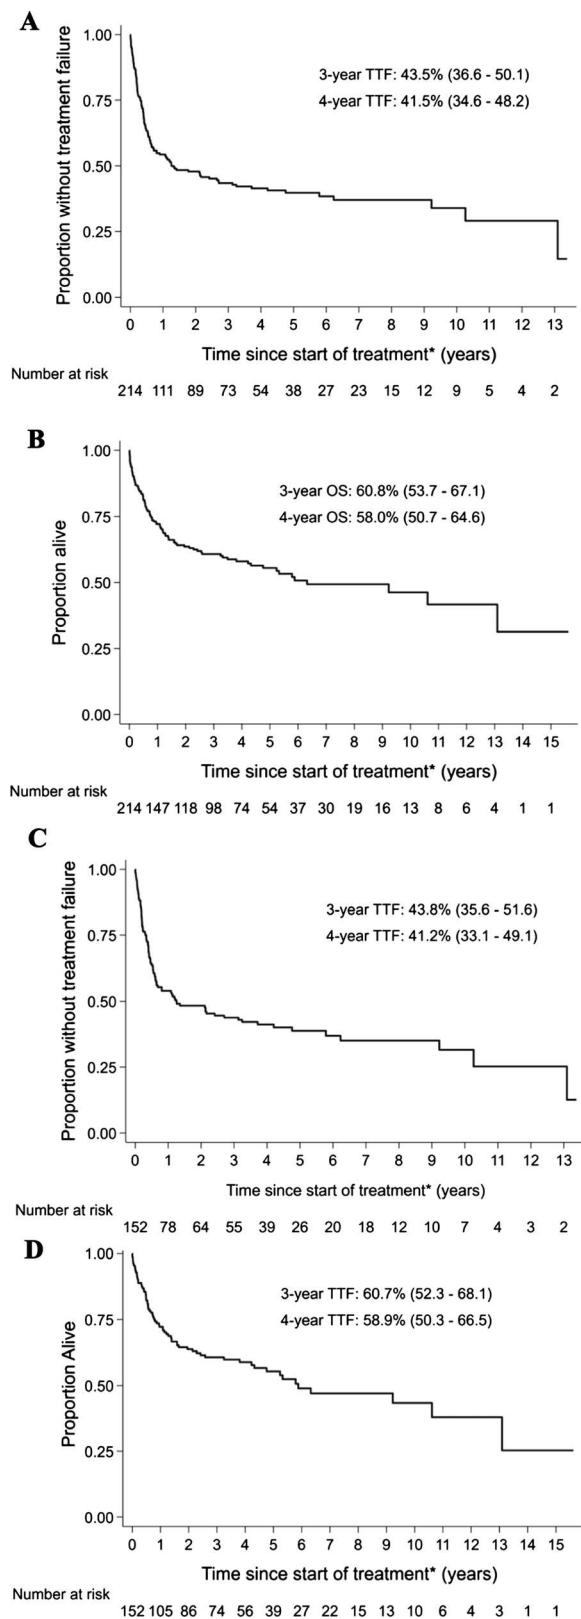 A
Proportion without treatment failure
1.00
0.75
0.50
0.25
0.00
3-year TTF: 43.5% (36.6 - 50.1)
4-year TTF: 41.5% (34.6 - 48.2)
0 1 2 3 4 5 6 7 8 9 10 11 12 13
Time since start of treatment* (years)
Number at risk
214 111 89 73 54 38 27 23 15 12 9 5 4 2
B
Proportion alive
1.00
0.75
0.50
0.25
0.00
3-year OS: 60.8% (53.7 - 67.1)
4-year OS: 58.0% (50.7 - 64.6)
0 1 2 3 4 5 6 7 8 9 10 11 12 13 14 15
Time since start of treatment* (years)
Number at risk
214 147 118 98 74 54 37 30 19 16 13 8 6 4 1 1
C
Proportion without treatment failure
1.00
0.75
0.50
0.25
0.00
3-year TTF: 43.8% (35.6 - 51.6)
4-year TTF: 41.2% (33.1 - 49.1)
0 1 2 3 4 5 6 7 8 9 10 11 12 13
Time since start of treatment* (years)
Number at risk
152 78 64 55 39 26 20 18 12 10 7 4 3 2
D
Proportion Alive
1.00
0.75
0.50
0.25
0.00
3-year TTF: 60.7% (52.3 - 68.1)
4-year TTF: 58.9% (50.3 - 66.5)
0 1 2 3 4 5 6 7 8 9 10 11 12 13 14 15
Time since start of treatment* (years)
Number at risk
152 105 86 74 56 39 27 22 15 13 10 6 4 3 1 1